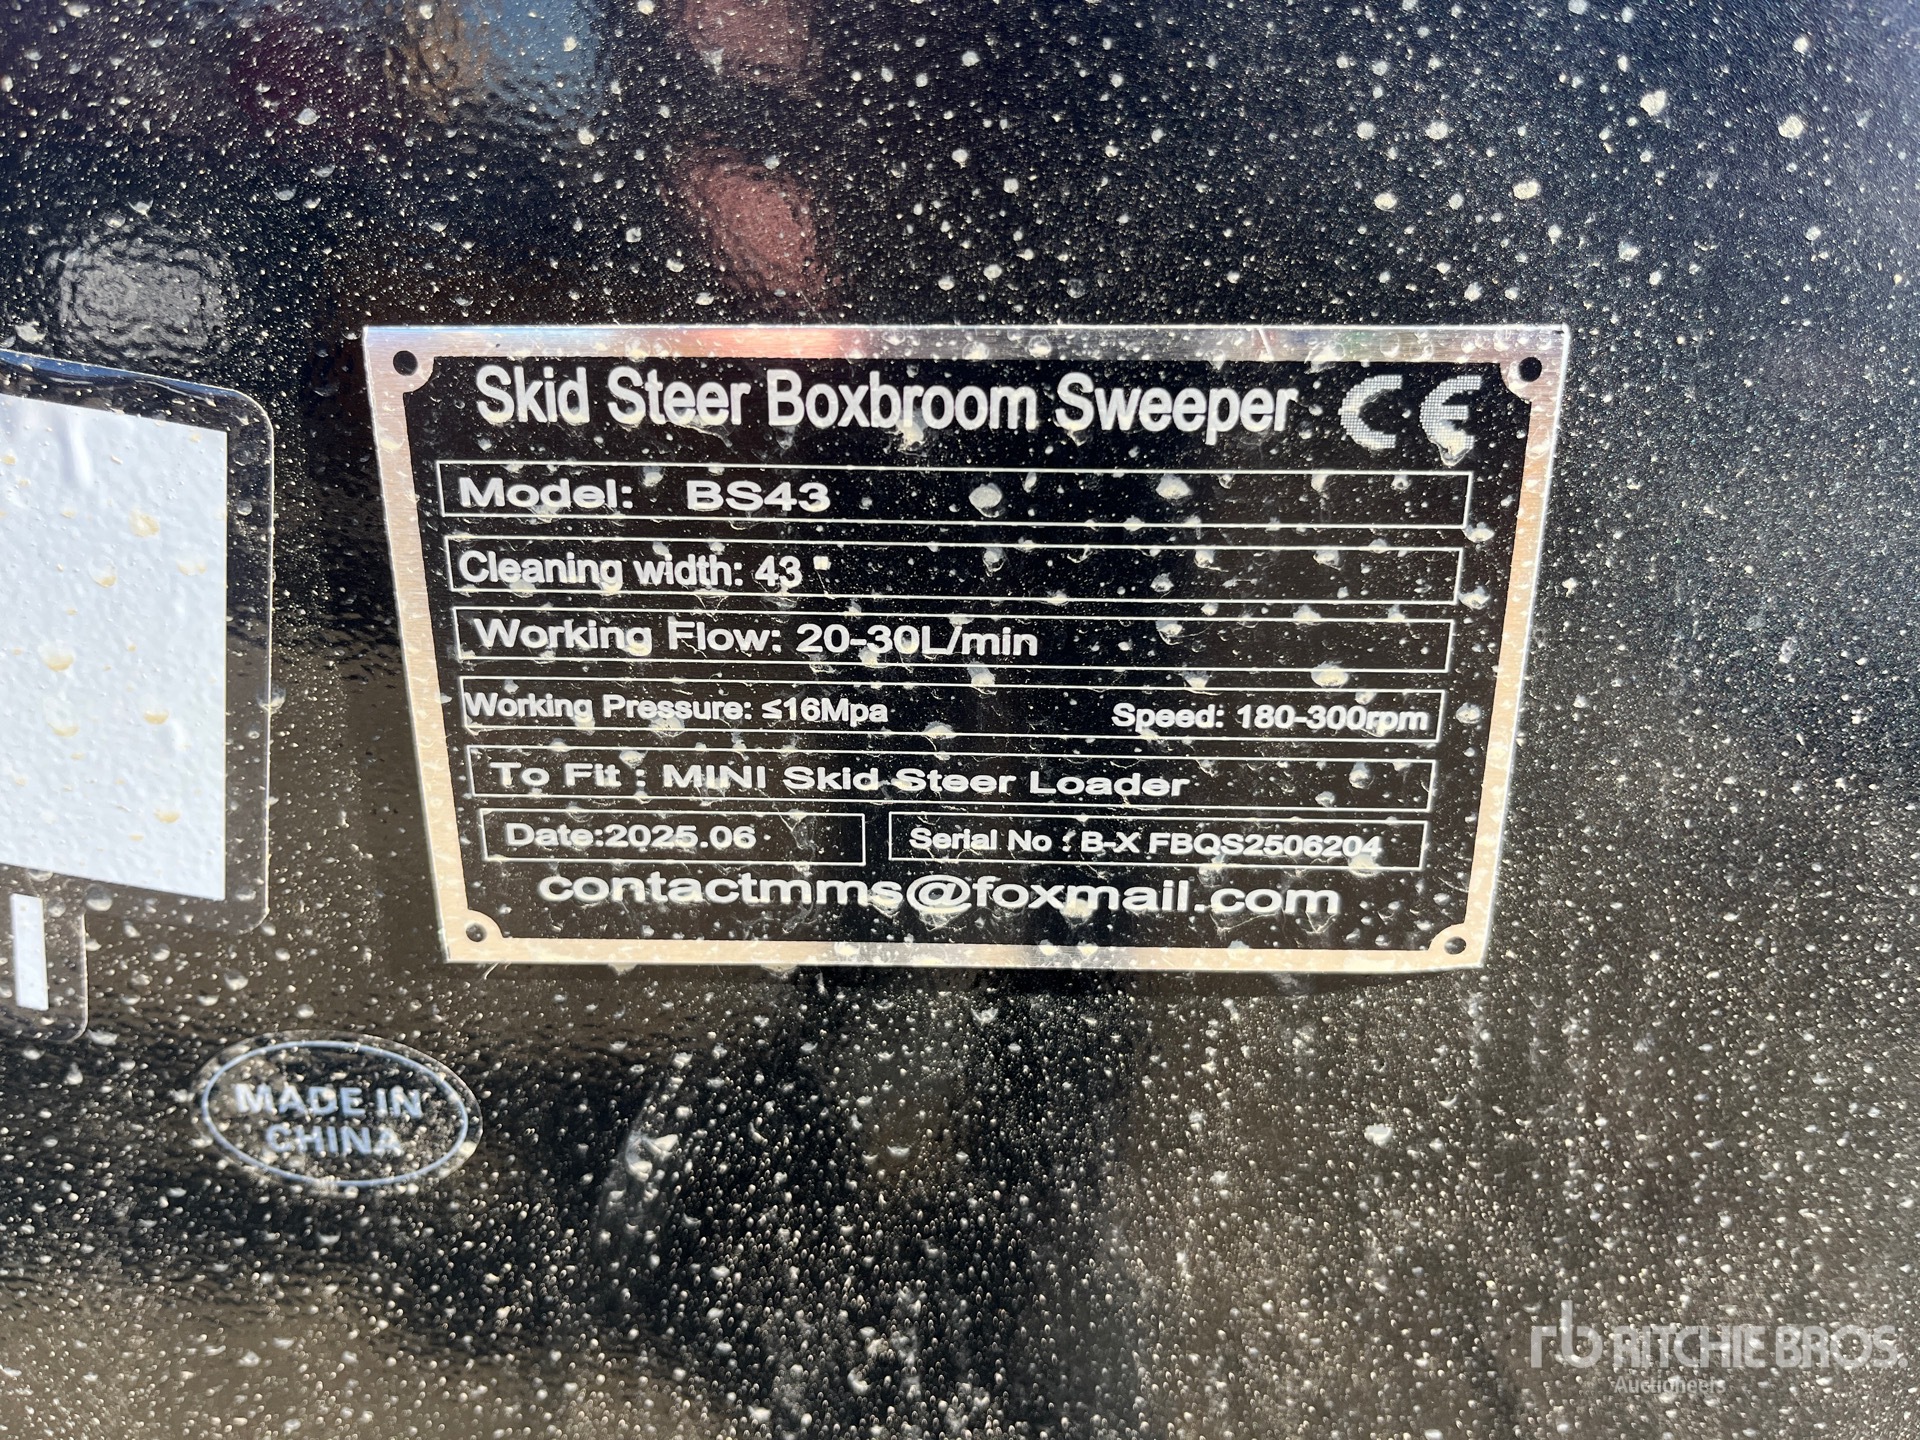 Skid Steer Boxbroom Sweeper CE
Model: BS43
Cleaning width: 43 "
Working Flow: 20-30L/min
Working Pressure: ≤16Mpa Speed: 180-300rpm
To Fit : MINI Skid Steer Loader
Date:2025.06
Serial No : B-X FBQS2506204
contactmms@foxmail.com
MADE IN
CHINA
rb RITCHIE BROS.
Auctioneers